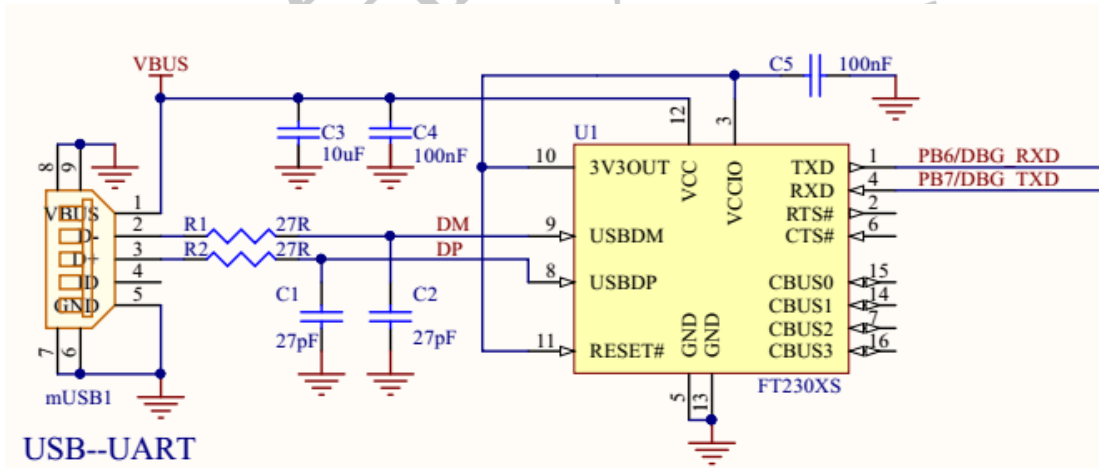 VBUS
C5
100nF
C3
10uF
C4
100nF
12
3
U1
8
9
10
3V3OUT
VCC
VCCIO
TXD
1
PB6/DBG_RXD
RXD
4
PB7/DBG_TXD
VBUS
1
RTS#
2
D-
2
R1
27R
DM
9
USBDM
CTS#
6
D+
3
R2
27R
DP
ID
4
8
USBDP
CBUS0
15
GND
5
C1
C2
CBUS1
14
27pF
27pF
CBUS2
7
11
RESET#
GND
GND
CBUS3
16
7
6
5
13
FT230XS
mUSB1
USB--UART